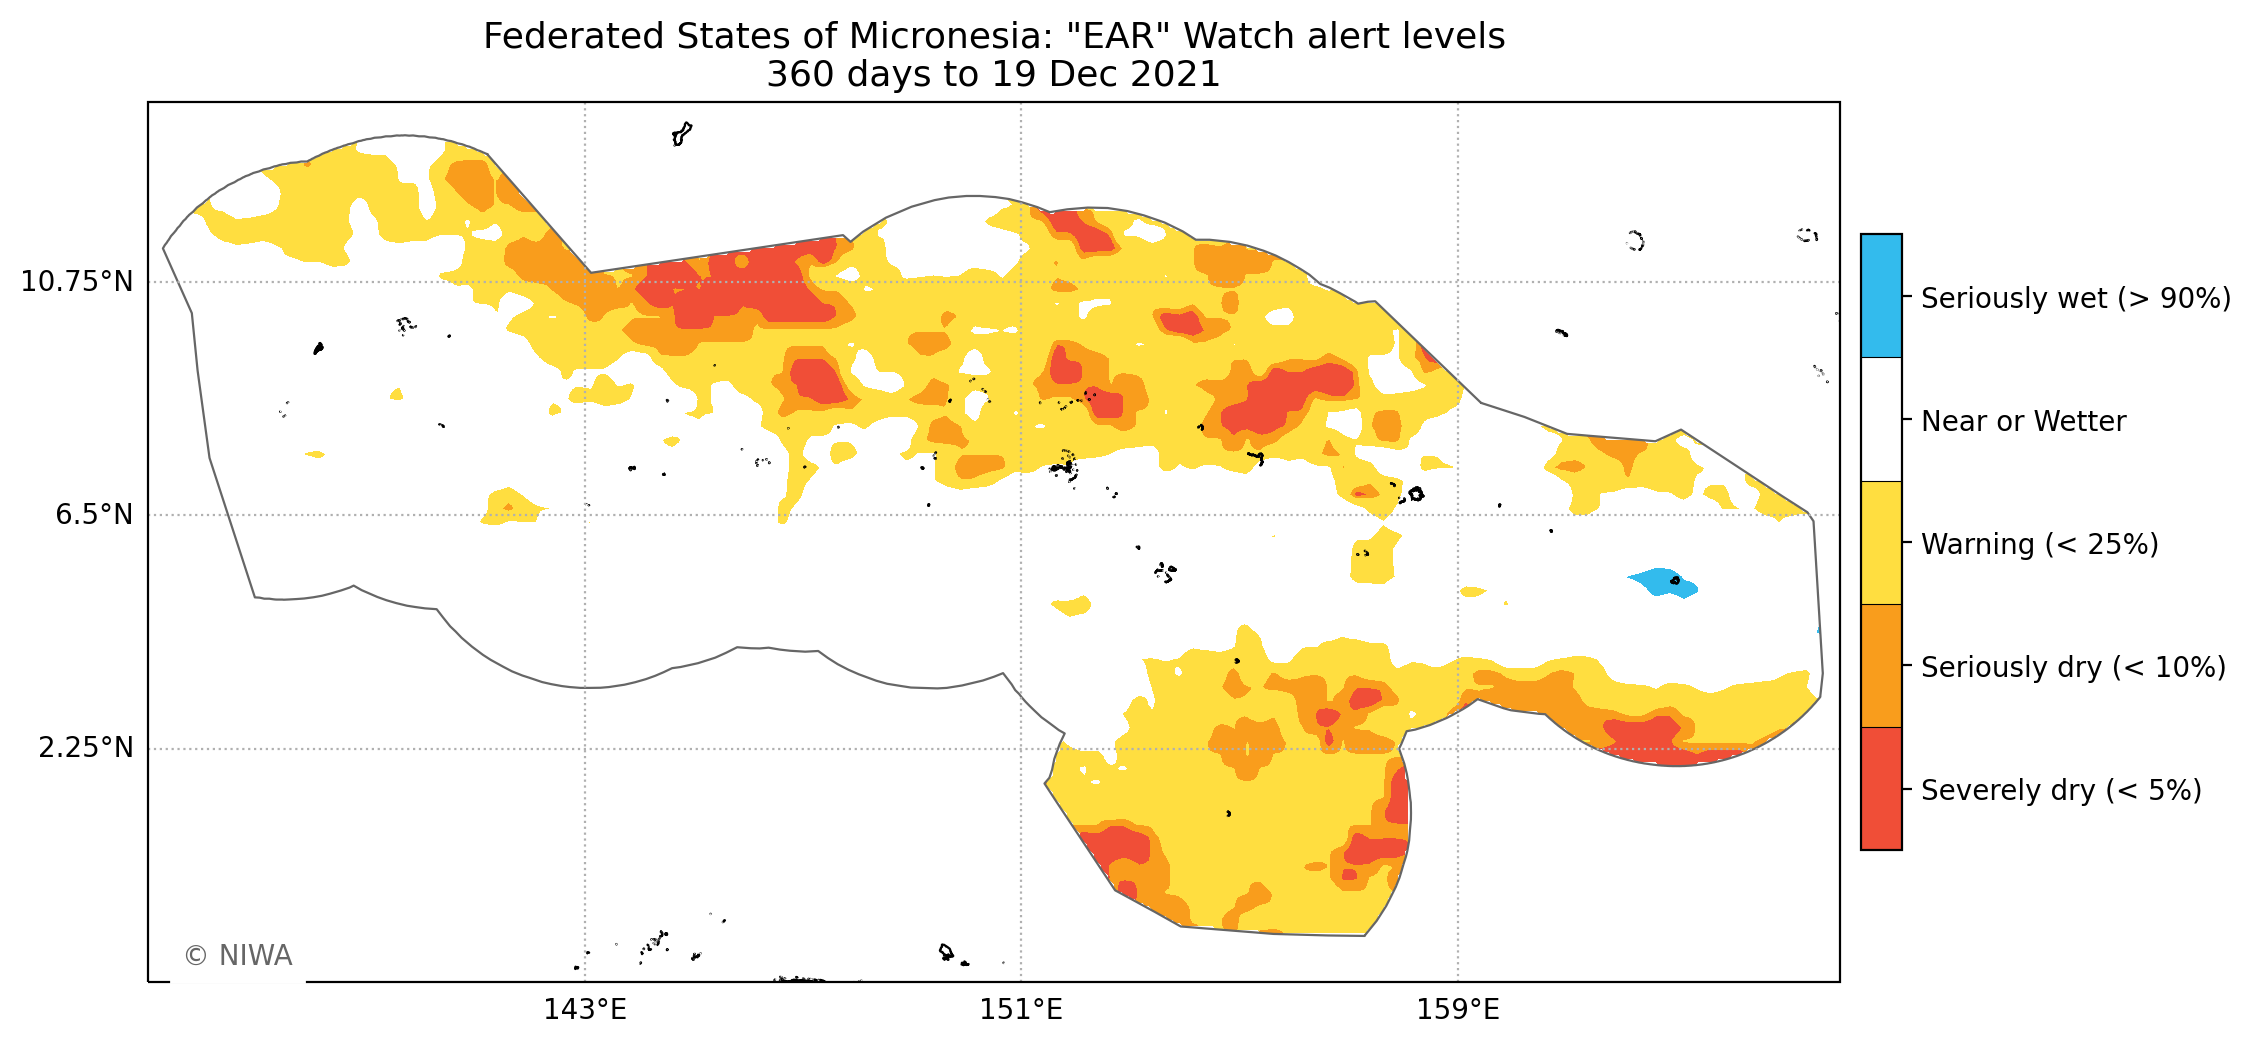 Federated States of Micronesia: "EAR" Watch alert levels
360 days to 19 Dec 2021
10.75°N
6.5°N
2.25°N
143°E
151°E
159°E
Seriously wet (> 90%)
Near or Wetter
Warning (< 25%)
Seriously dry (< 10%)
Severely dry (< 5%)
© NIWA